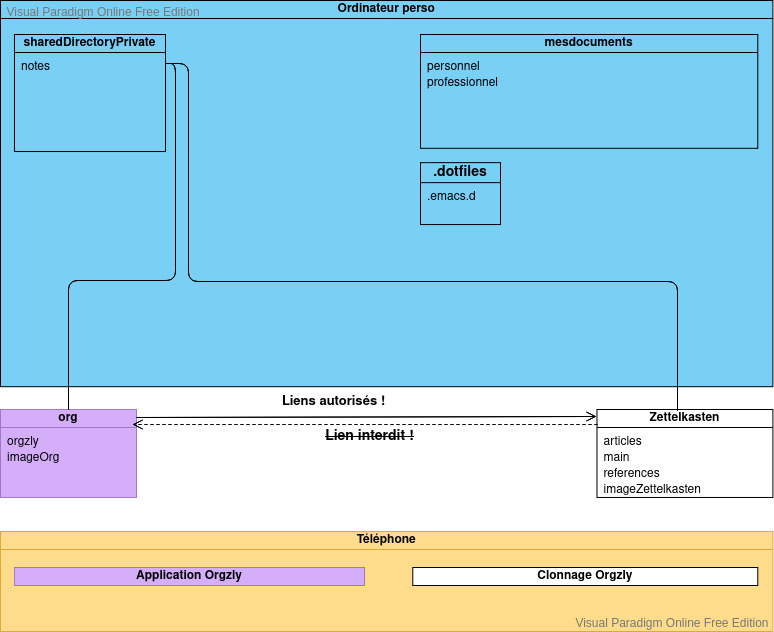 Ordinateur perso
Visual Paradigm Online Free Edition
sharedDirectoryPrivate
notes
mesdocuments
personnel
professionnel
.dotfiles
.emacs.d
Liens autorisés !
Lien interdit !
org
orgzly
imageOrg
Zettelkasten
articles
main
references
imageZettelkasten
Téléphone
Application Orgzly
Clonnage Orgzly
Visual Paradigm Online Free Edition